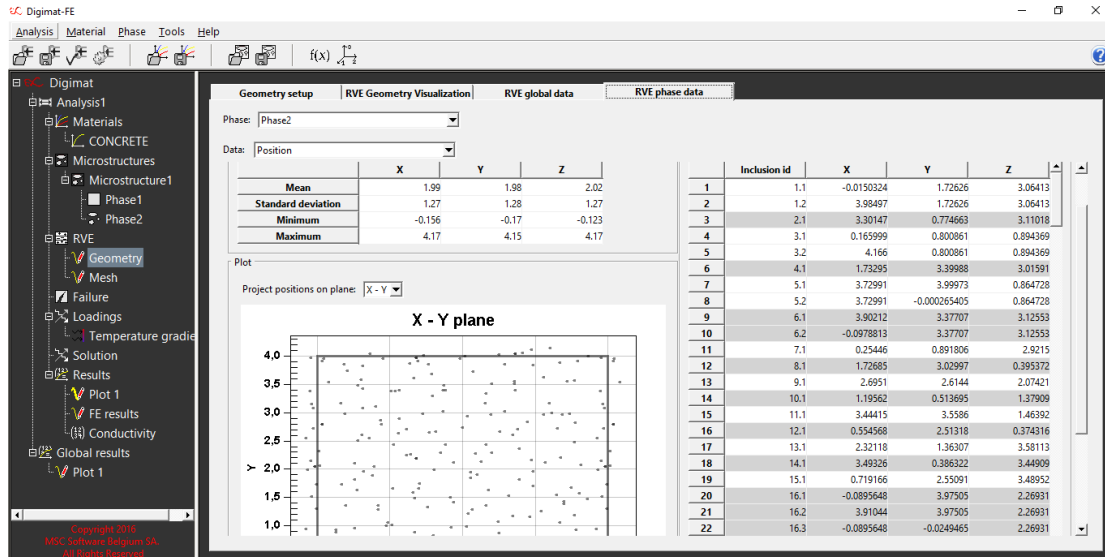 Digimat-FE
Analysis Material Phase Tools Help
f(x)
Digimat
Analysis1
Materials
CONCRETE
Microstructures
Microstructure1
Phase1
Phase2
RVE
Geometry
Mesh
Failure
Loadings
Temperature gradie
Solution
Results
Plot 1
FE results
Conductivity
Global results
Plot 1
Copyright 2016
MSC Software Belgium SA.
All Rights Reserved
Geometry setup RVE Geometry Visualization RVE global data RVE phase data
Phase: Phase2
Data: Position
X Y Z
Mean 1.99 1.98 2.02
Standard deviation 1.27 1.28 1.27
Minimum -0.156 -0.17 -0.123
Maximum 4.17 4.15 4.17
Plot
Project positions on plane: X - Y
X - Y plane
4,0
3,5
3,0
2,5
Y 2,0
1,5
1,0
Inclusion id X Y Z
1 1.1 -0.0150324 1.72626 3.06413
2 1.2 3.98497 1.72626 3.06413
3 2.1 3.30147 0.774663 3.11018
4 3.1 0.165999 0.800861 0.894369
5 3.2 4.166 0.800861 0.894369
6 4.1 1.73295 3.39988 3.01591
7 5.1 3.72991 3.99973 0.864728
8 5.2 3.72991 -0.000265405 0.864728
9 6.1 3.90212 3.37707 3.12553
10 6.2 -0.0978813 3.37707 3.12553
11 7.1 0.25446 0.891806 2.9215
12 8.1 1.72685 3.02997 0.395372
13 9.1 2.6951 2.6144 2.07421
14 10.1 1.19562 0.513695 1.37909
15 11.1 3.44415 3.5586 1.46392
16 12.1 0.554568 2.51318 0.374316
17 13.1 2.32118 1.36307 3.58113
18 14.1 3.49326 0.386322 3.44909
19 15.1 0.719166 2.55091 3.48952
20 16.1 -0.0895648 3.97505 2.26931
21 16.2 3.91044 3.97505 2.26931
22 16.3 -0.0895648 -0.0249465 2.26931